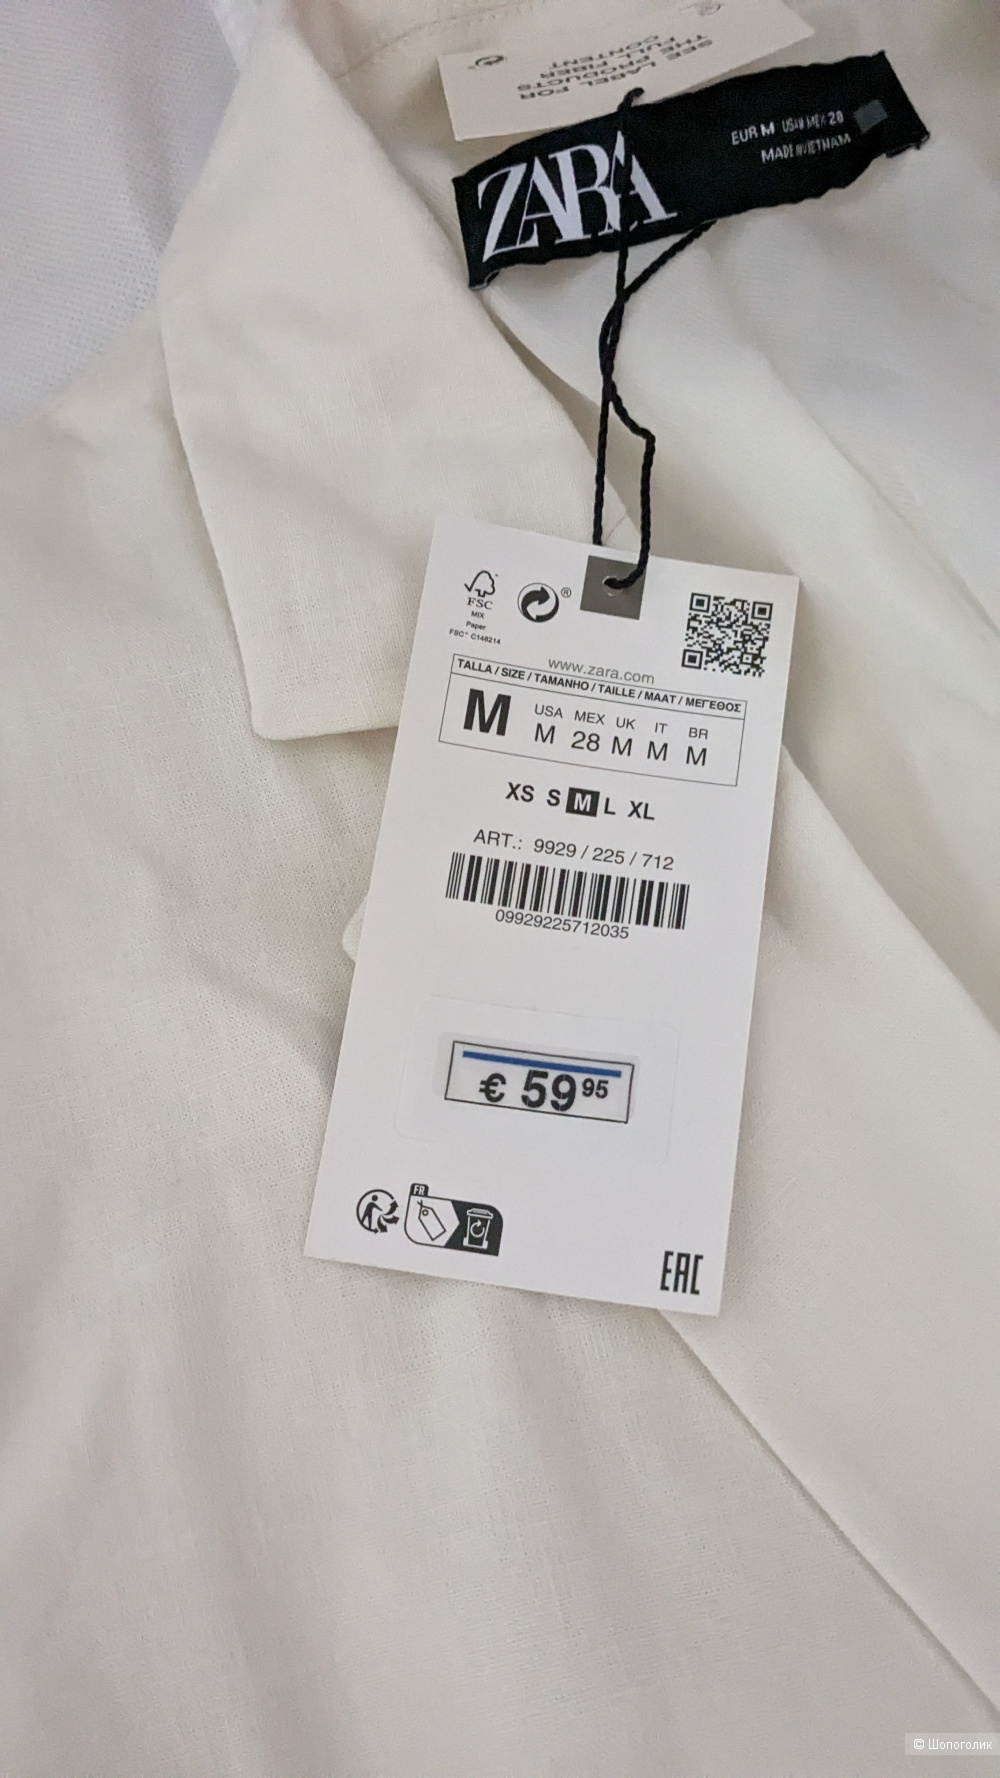 SEE LABEL FOR
THE PRODUCTS
FULL FIBER
CONTENT
ZARA
EUR M USA M MEX 28
MADE IN VIETNAM
FSC
MIX
Paper
FSC® C148214
®
www.zara.com
TALLA / SIZE / TAMANHO / TAILLE / MAAT / ΜΕΓΕΘΟΣ
M
USA MEX UK IT BR
M 28 M M M
XS S M L XL
ART.: 9929 / 225 / 712
09929225712035
€ 59 95
FR
EAC
© Шопоголик